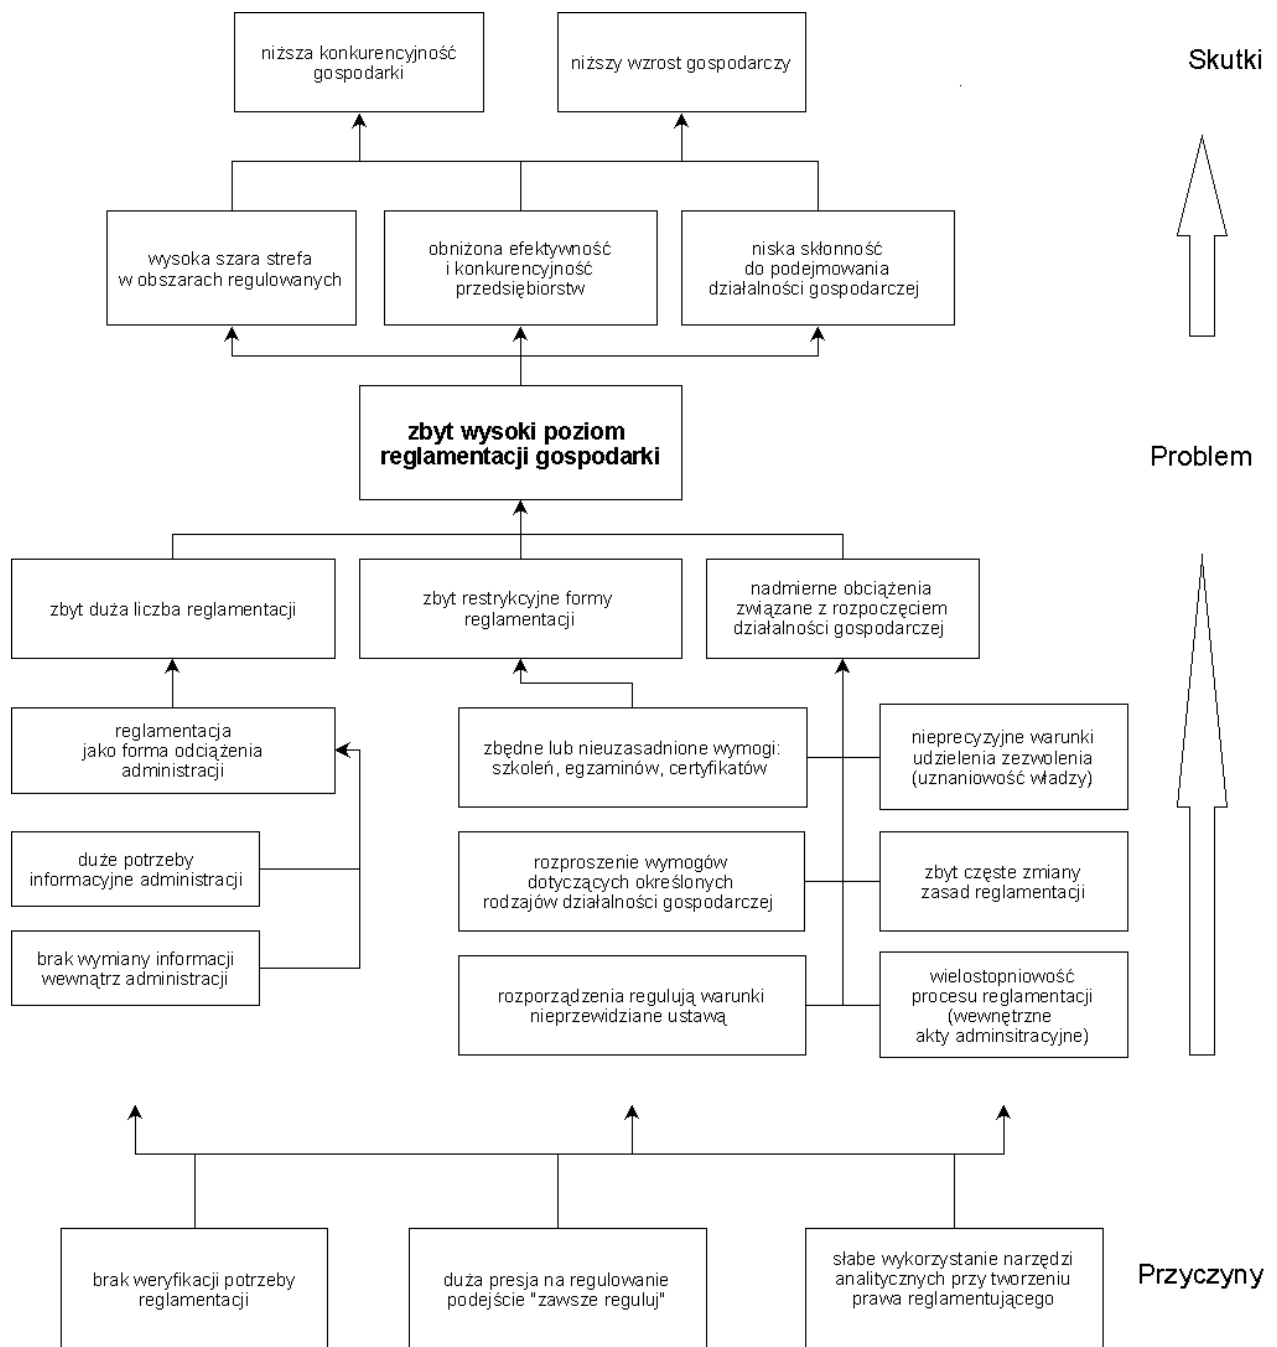 niższa konkurencyjność
gospodarki
niższy wzrost gospodarczy
Skutki
wysoka szara strefa
w obszarach regulowanych
obniżona efektywność
i konkurencyjność
przedsiębiorstw
niska skłonność
do podejmowania
działalności gospodarczej
zbyt wysoki poziom
reglamentacji gospodarki
Problem
zbyt duża liczba reglamentacji
zbyt restrykcyjne formy
reglamentacji
nadmierne obciążenia
związane z rozpoczęciem
działalności gospodarczej
reglamentacja
jako forma odciążenia
administracji
zbędne lub nieuzasadnione wymogi:
szkoleń, egzaminów, certyfikatów
nieprecyzyjne warunki
udzielenia zezwolenia
(uznaniowość władzy)
duże potrzeby
informacyjne administracji
rozproszenie wymogów
dotyczących określonych
rodzajów działalności gospodarczej
zbyt częste zmiany
zasad reglamentacji
brak wymiany informacji
wewnątrz administracji
rozporządzenia regulują warunki
nieprzewidziane ustawą
wielostopniowość
procesu reglamentacji
(wewnętrzne
akty adminsitracyjne)
brak weryfikacji potrzeby
reglamentacji
duża presja na regulowanie
podejście "zawsze reguluj"
słabe wykorzystanie narzędzi
analitycznych przy tworzeniu
prawa reglamentującego
Przyczyny